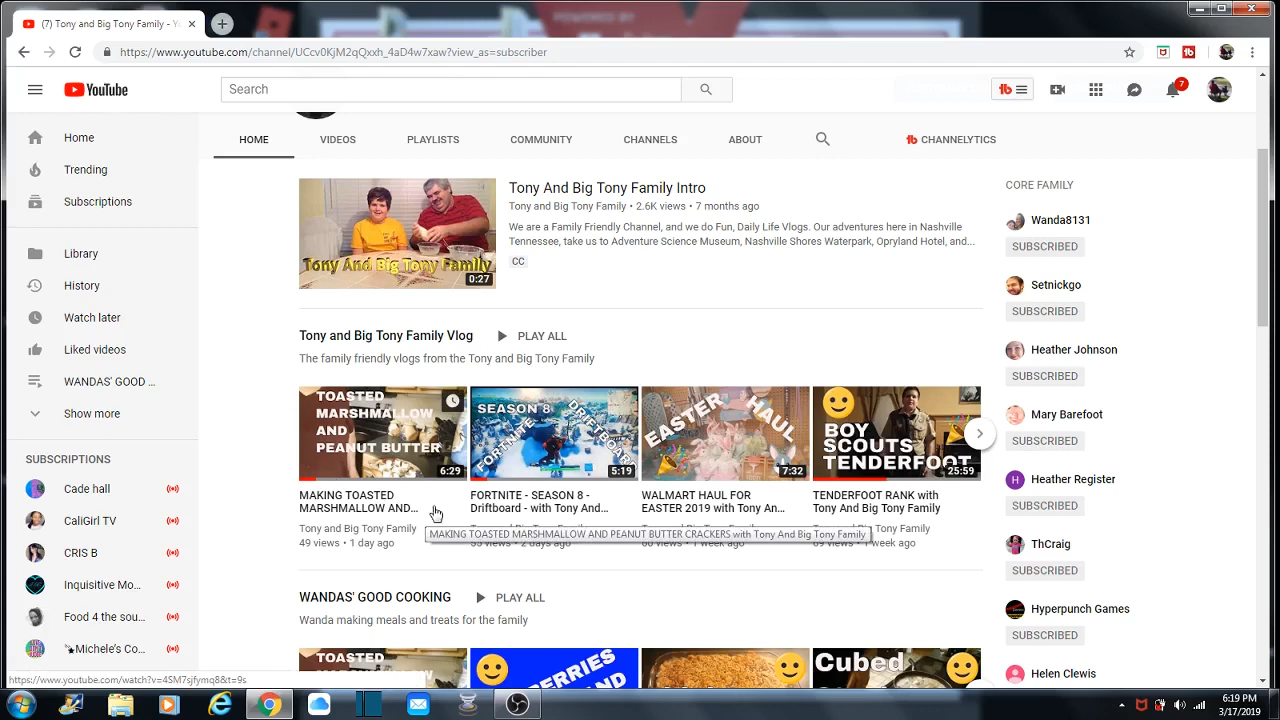 (7) Tony and Big Tony Family - Yo
https://www.youtube.com/channel/UCcv0KjM2qQxxh_4aD4w7xaw?view_as=subscriber
YouTube
Search
7
HOME
VIDEOS
PLAYLISTS
COMMUNITY
CHANNELS
ABOUT
CHANNELYTICS
Home
Trending
Subscriptions
Library
History
Watch later
Liked videos
WANDAS' GOOD ...
Show more
SUBSCRIPTIONS
Cade hall
CaliGirl TV
CRIS B
Inquisitive Mo...
Food 4 the sou...
Michele's Co...
Tony And Big Tony Family
0:27
Tony And Big Tony Family Intro
Tony and Big Tony Family • 2.6K views • 7 months ago
We are a Family Friendly Channel, and we do Fun, Daily Life Vlogs. Our adventures here in Nashville
Tennessee, take us to Adventure Science Museum, Nashville Shores Waterpark, Opryland Hotel, and...
CC
Tony and Big Tony Family Vlog
PLAY ALL
The family friendly vlogs from the Tony and Big Tony Family
TOASTED
MARSHMALLOW
AND
PEANUT BUTTER
6:29
MAKING TOASTED
MARSHMALLOW AND...
Tony and Big Tony Family
49 views • 1 day ago
SEASON 8
FORTNITE
DRIFTBOARD
5:19
FORTNITE - SEASON 8 -
Driftboard - with Tony And...
EASTER HAUL
7:32
WALMART HAUL FOR
EASTER 2019 with Tony An...
BOY
SCOUTS
TENDERFOOT
25:59
TENDERFOOT RANK with
Tony And Big Tony Family
MAKING TOASTED MARSHMALLOW AND PEANUT BUTTER CRACKERS with Tony And Big Tony Family
WANDAS' GOOD COOKING
PLAY ALL
Wanda making meals and treats for the family
TOASTED
MARSHMALLOW
BERRIES
AND
Cubed
CORE FAMILY
Wanda8131
SUBSCRIBED
Setnickgo
SUBSCRIBED
Heather Johnson
SUBSCRIBED
Mary Barefoot
SUBSCRIBED
Heather Register
SUBSCRIBED
ThCraig
SUBSCRIBED
Hyperpunch Games
SUBSCRIBED
Helen Clewis
https://www.youtube.com/watch?v=4SM7sjfymq8&t=9s
6:19 PM
3/17/2019